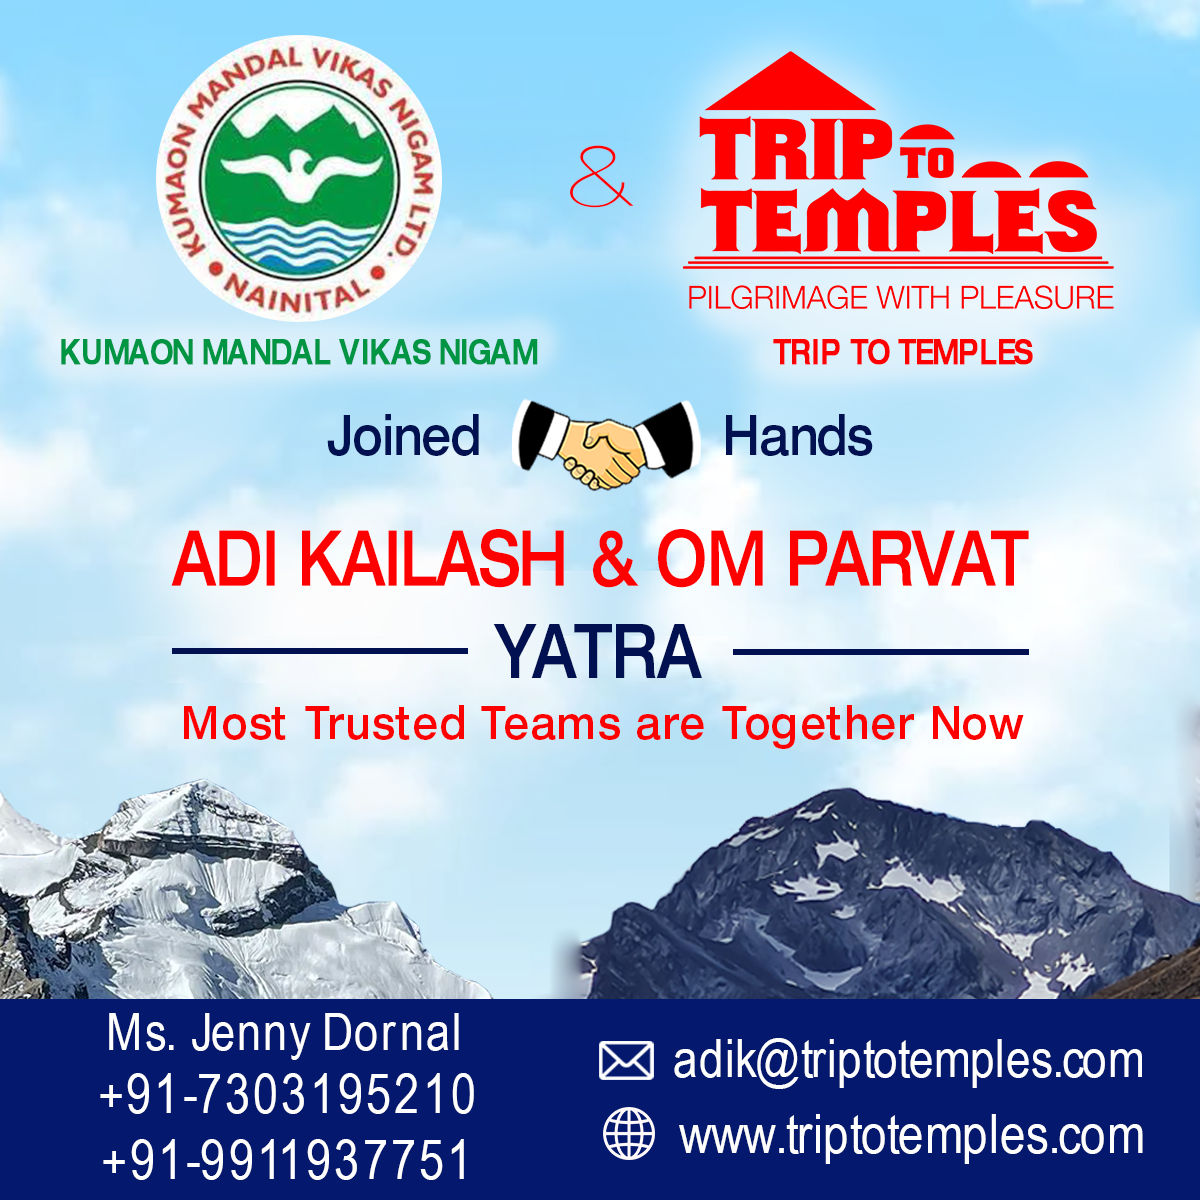 KUMAON MANDAL VIKAS NIGAM LTD.
• NAINITAL •
&
TRIP TO
TEMPLES
PILGRIMAGE WITH PLEASURE
KUMAON MANDAL VIKAS NIGAM
TRIP TO TEMPLES
Joined Hands
ADI KAILASH & OM PARVAT
YATRA
Most Trusted Teams are Together Now
Ms. Jenny Dornal
+91-7303195210
+91-9911937751
adik@triptotemples.com
www.triptotemples.com